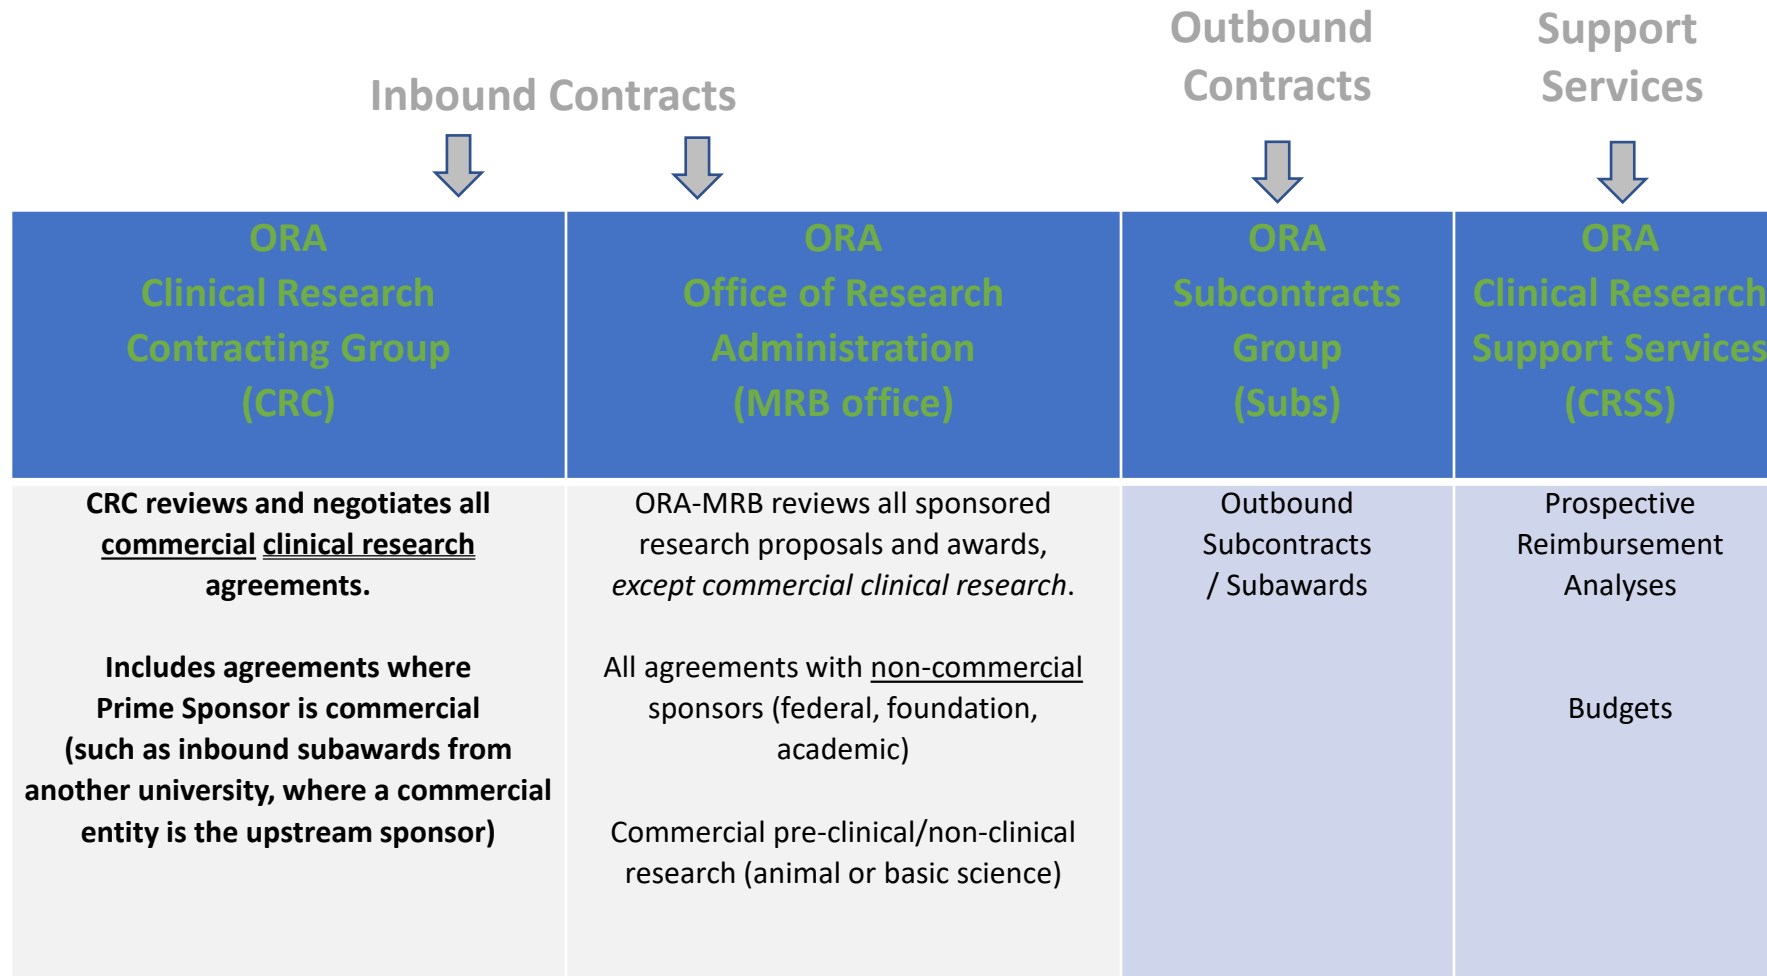 Inbound Contracts
Outbound
Contracts
Support
Services
ORA
Clinical Research
Contracting Group
(CRC)
ORA
Office of Research
Administration
(MRB office)
ORA
Subcontracts
Group
(Subs)
ORA
Clinical Research
Support Services
(CRSS)
CRC reviews and negotiates all
commercial clinical research
agreements.
Includes agreements where
Prime Sponsor is commercial
(such as inbound subawards from
another university, where a commercial
entity is the upstream sponsor)
ORA-MRB reviews all sponsored
research proposals and awards,
except commercial clinical research.
All agreements with non-commercial
sponsors (federal, foundation,
academic)
Commercial pre-clinical/non-clinical
research (animal or basic science)
Outbound
Subcontracts
/ Subawards
Prospective
Reimbursement
Analyses
Budgets